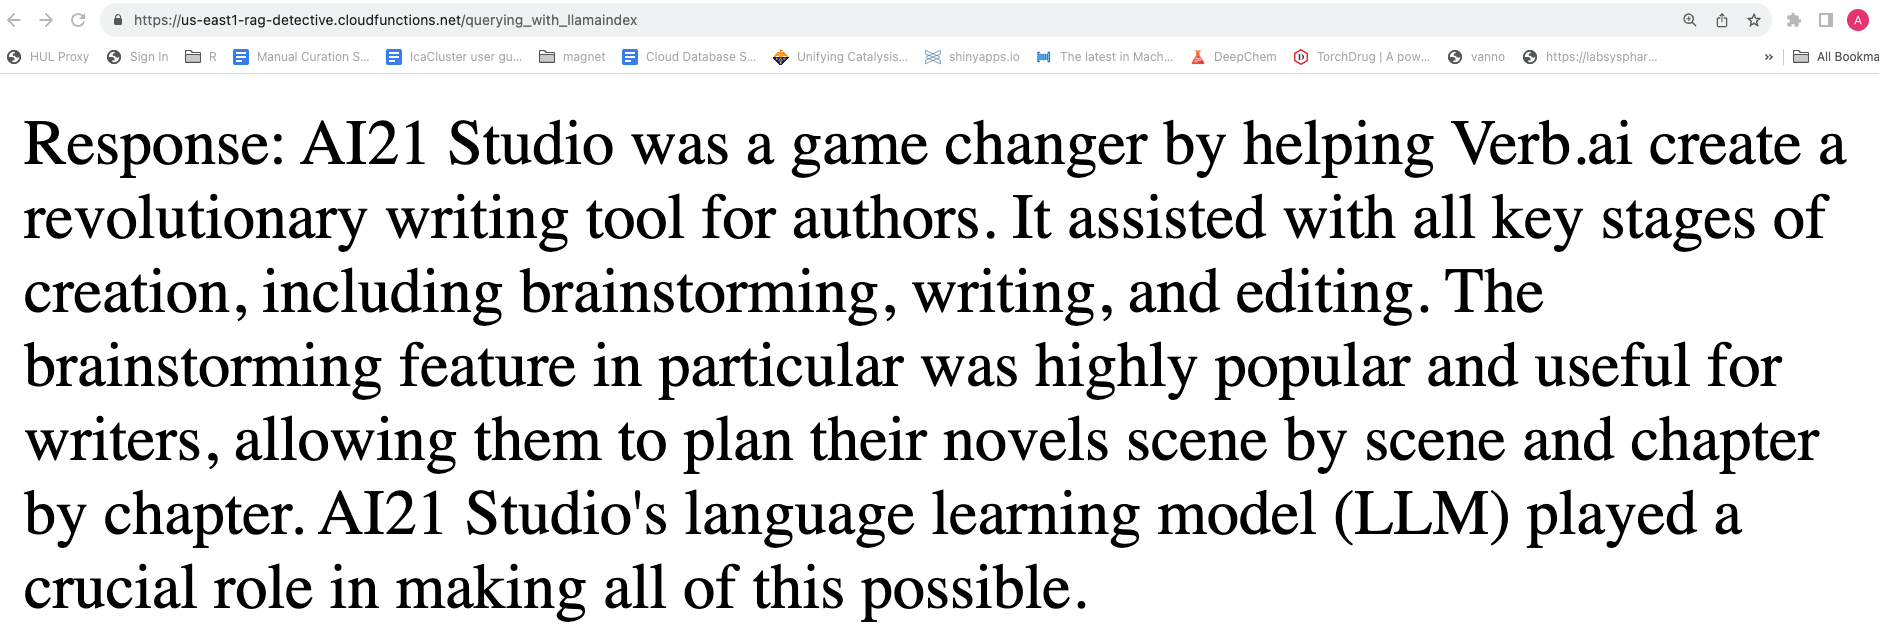 https://us-east1-rag-detective.cloudfunctions.net/querying_with_llamaindex
A
HUL Proxy Sign In R Manual Curation S... IcaCluster user gu... magnet Cloud Database S... Unifying Catalysis... shinyapps.io The latest in Mach... DeepChem TorchDrug | A pow... vanno https://labsysphar... » All Bookma
Response: AI21 Studio was a game changer by helping Verb.ai create a
revolutionary writing tool for authors. It assisted with all key stages of
creation, including brainstorming, writing, and editing. The
brainstorming feature in particular was highly popular and useful for
writers, allowing them to plan their novels scene by scene and chapter
by chapter. AI21 Studio's language learning model (LLM) played a
crucial role in making all of this possible.